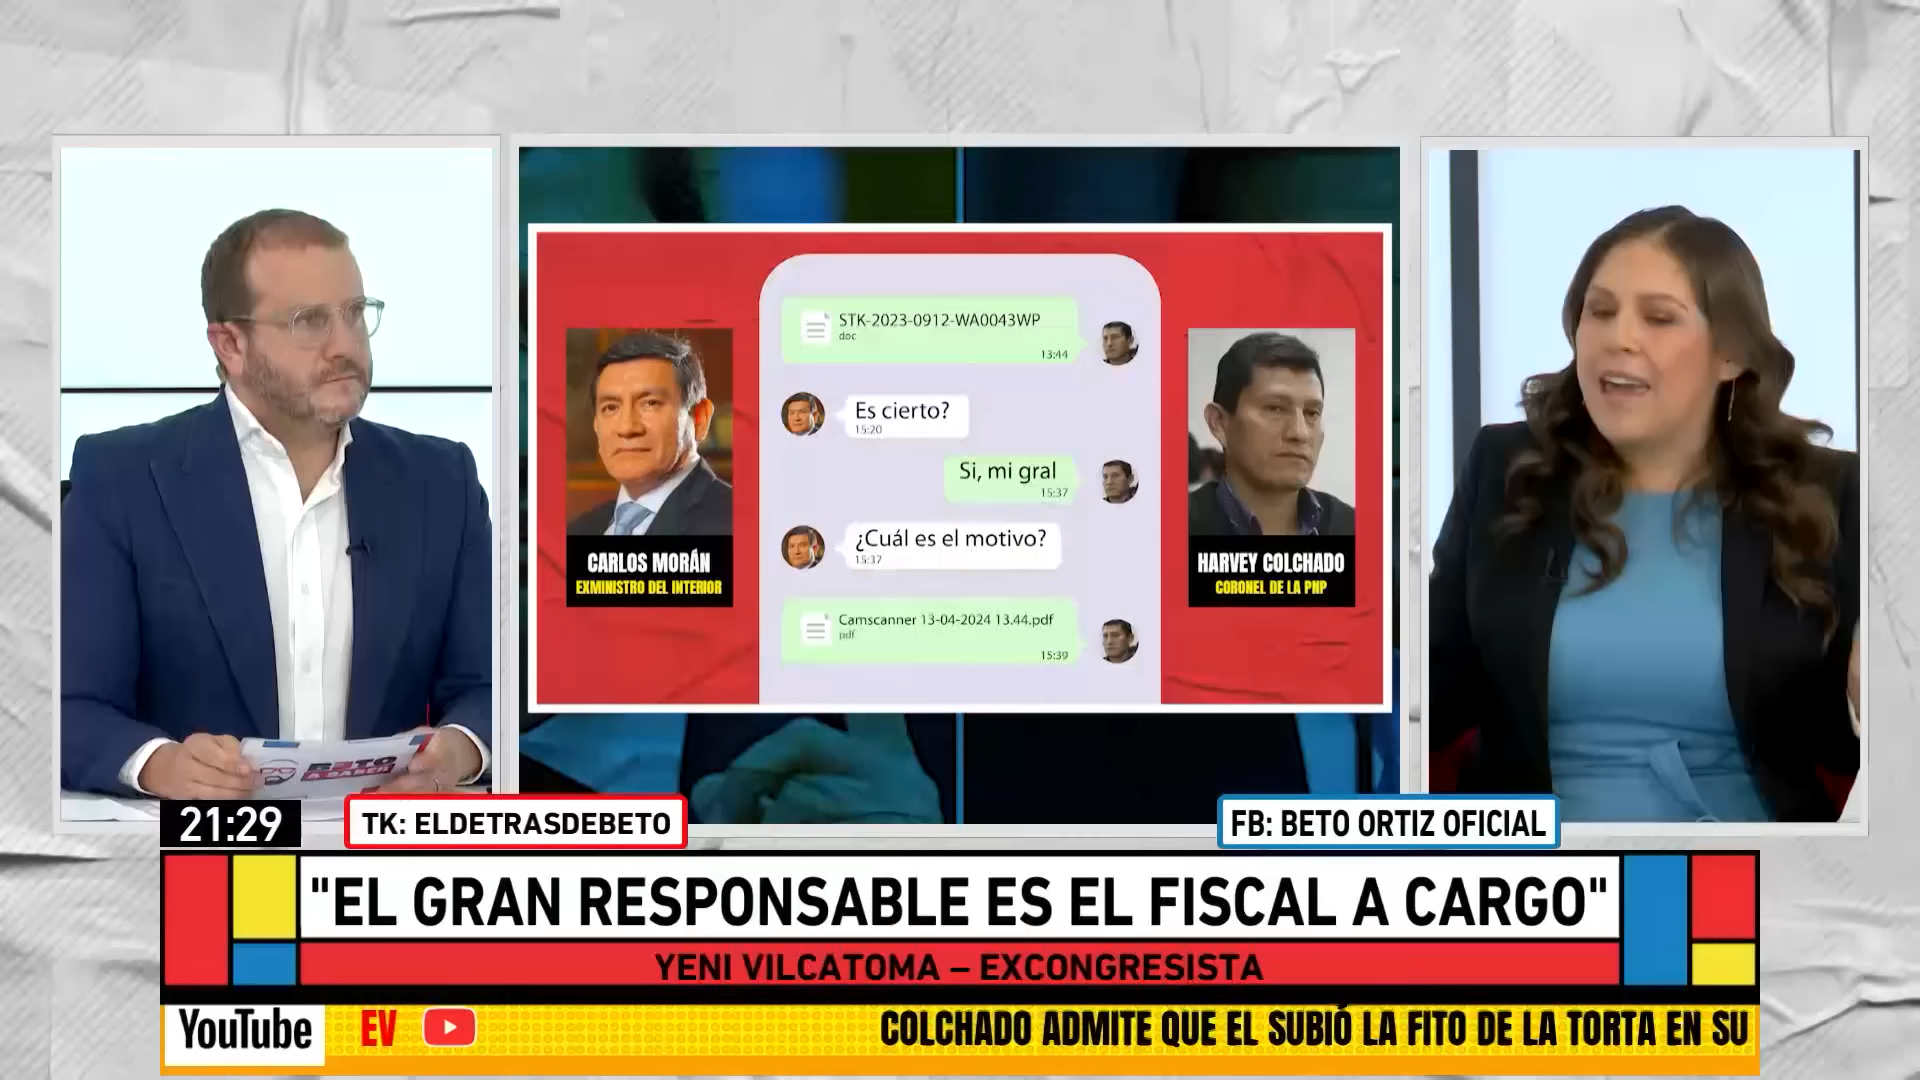 STK-2023-0912-WA0043WP
doc
13:44
Es cierto?
15:20
Si, mi gral
15:37
¿Cuál es el motivo?
15:37
Camscanner 13-04-2024 13.44.pdf
pdf
15:39
CARLOS MORÁN
EXMINISTRO DEL INTERIOR
HARVEY COLCHADO
CORONEL DE LA PNP
BETO
A SABER
21:29
TK: ELDETRASDEBETO
FB: BETO ORTIZ OFICIAL
"EL GRAN RESPONSABLE ES EL FISCAL A CARGO"
YENI VILCATOMA – EXCONGRESISTA
YouTube
EV
COLCHADO ADMITE QUE EL SUBIÓ LA FITO DE LA TORTA EN SU